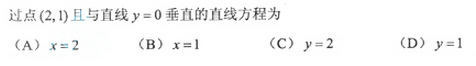 过点(2,1)且与直线 y=0 垂直的直线方程为
（A） x=2 （B） x=1 （C） y=2 （D） y=1